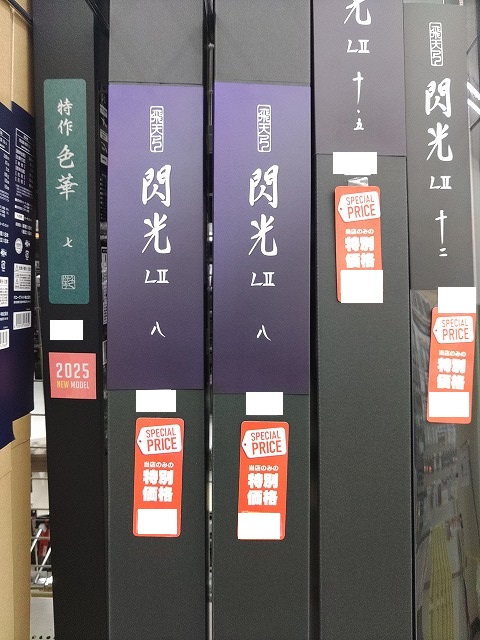 特作
色華
七
2025
NEW MODEL
飛天弓
閃光
LⅡ
八
SPECIAL
PRICE
当店のみの
特別
価格
飛天弓
閃光
LⅡ
八
SPECIAL
PRICE
当店のみの
特別
価格
光
LⅡ
十・五
SPECIAL
PRICE
当店のみの
特別
価格
飛天弓
閃光
LⅡ
十二
SPECIAL
PRICE
当店のみの
特別
価格